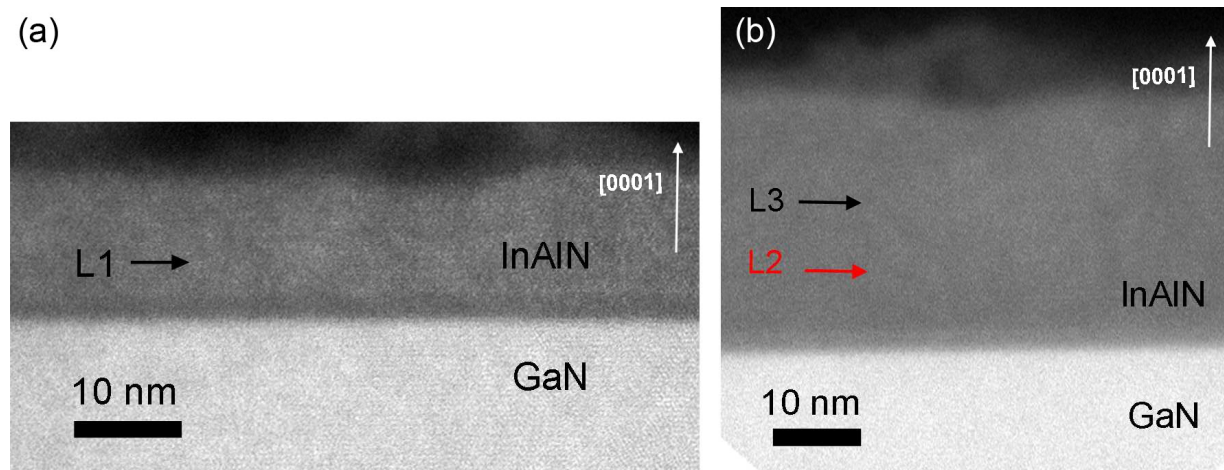 (a)
[0001]
L1
InAlN
GaN
10 nm
(b)
[0001]
L3
L2
InAlN
10 nm
GaN